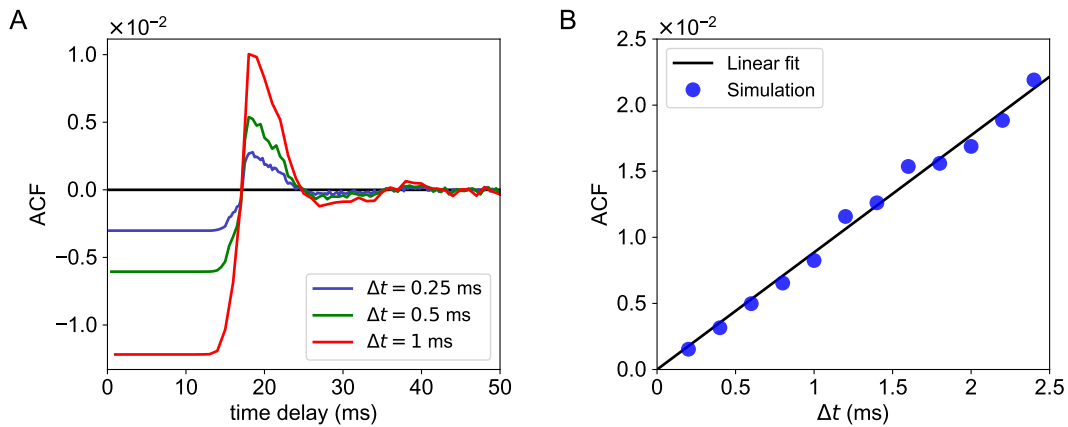 A
×10⁻²
1.0
0.5
0.0
−0.5
−1.0
ACF
Δt = 0.25 ms
Δt = 0.5 ms
Δt = 1 ms
0 10 20 30 40 50
time delay (ms)
B
×10⁻²
2.5
2.0
1.5
1.0
0.5
0.0
ACF
Linear fit
Simulation
0 0.5 1 1.5 2 2.5
Δt (ms)